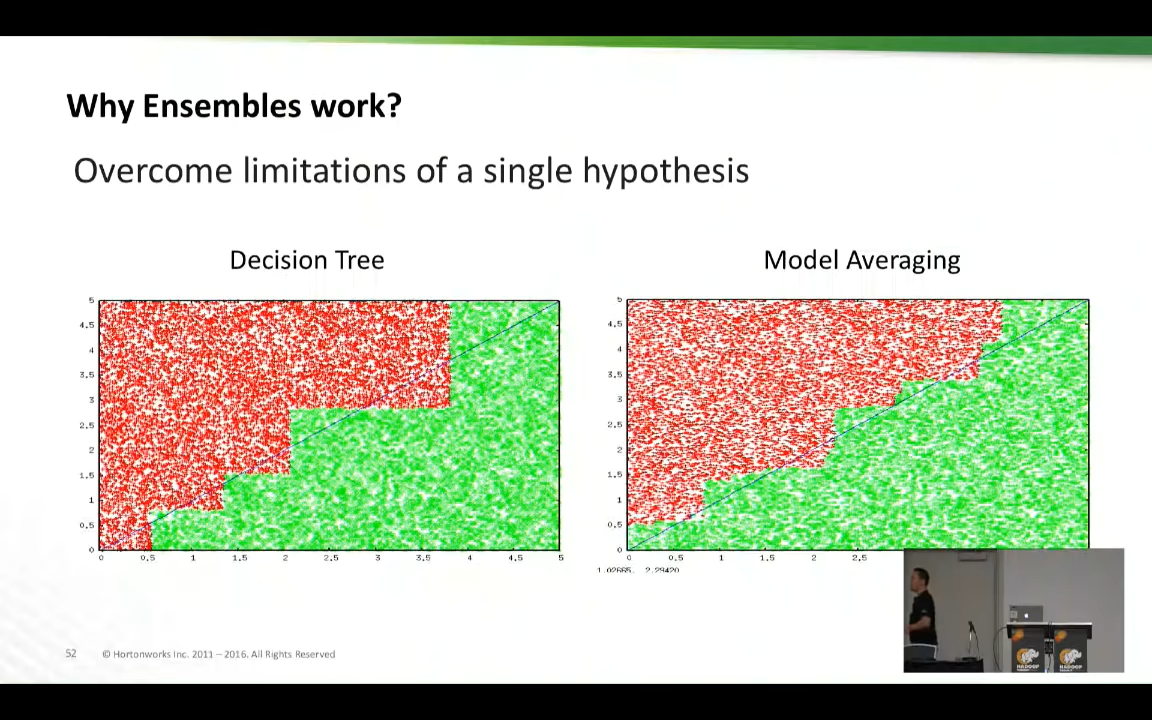 Why Ensembles work?
Overcome limitations of a single hypothesis
Decision Tree
Model Averaging
5
4.5
4
3.5
3
2.5
2
1.5
1
0.5
0
0 0.5 1 1.5 2 2.5 3 3.5 4 4.5 5
5
4.5
4
3.5
3
2.5
2
1.5
1
0.5
0
0 0.5 1 1.5 2 2.5
52 © Hortonworks Inc. 2011 – 2016. All Rights Reserved
HADOOP
HADOOP